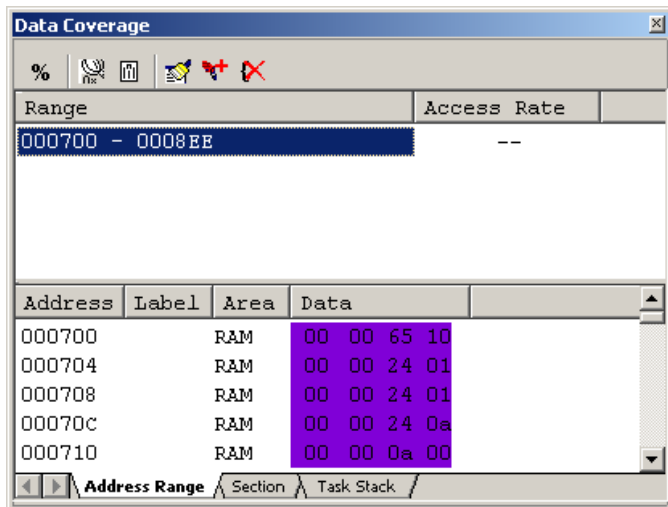 Data Coverage
%
Range Access Rate
000700 - 0008EE --
Address Label Area Data
000700 RAM 00 00 65 10
000704 RAM 00 00 24 01
000708 RAM 00 00 24 01
00070C RAM 00 00 24 0a
000710 RAM 00 00 0a 00
Address Range Section Task Stack